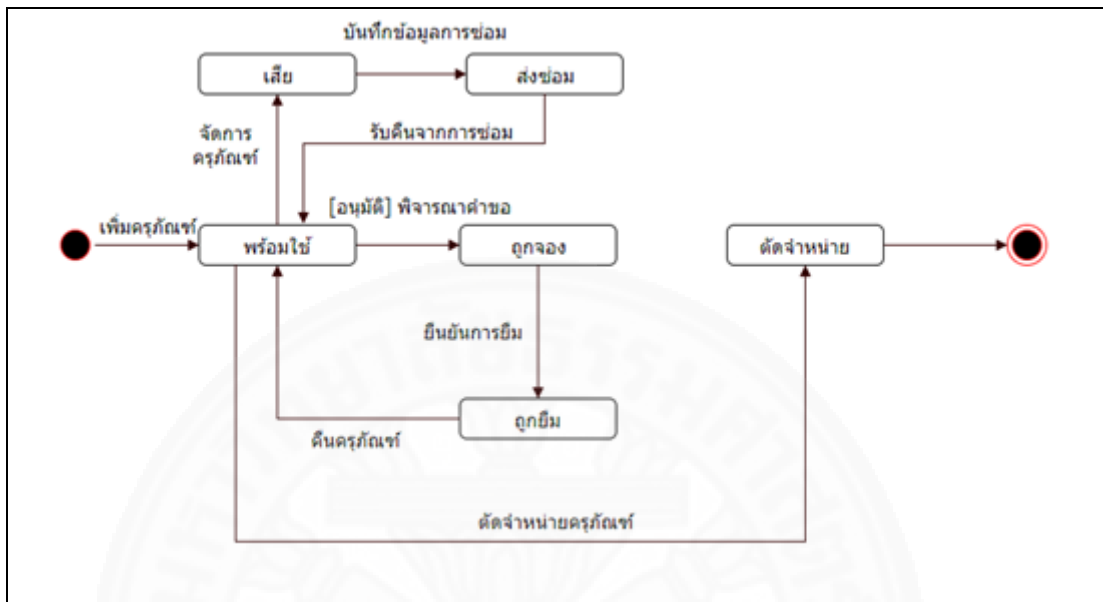 บันทึกข้อมูลการซ่อม
เสีย
ส่งซ่อม
จัดการ
ครุภัณฑ์
รับคืนจากการซ่อม
[อนุมัติ] พิจารณาคำขอ
เพิ่มครุภัณฑ์
พร้อมใช้
ถูกจอง
ตัดจำหน่าย
ยืนยันการยืม
ถูกยืม
คืนครุภัณฑ์
ตัดจำหน่ายครุภัณฑ์